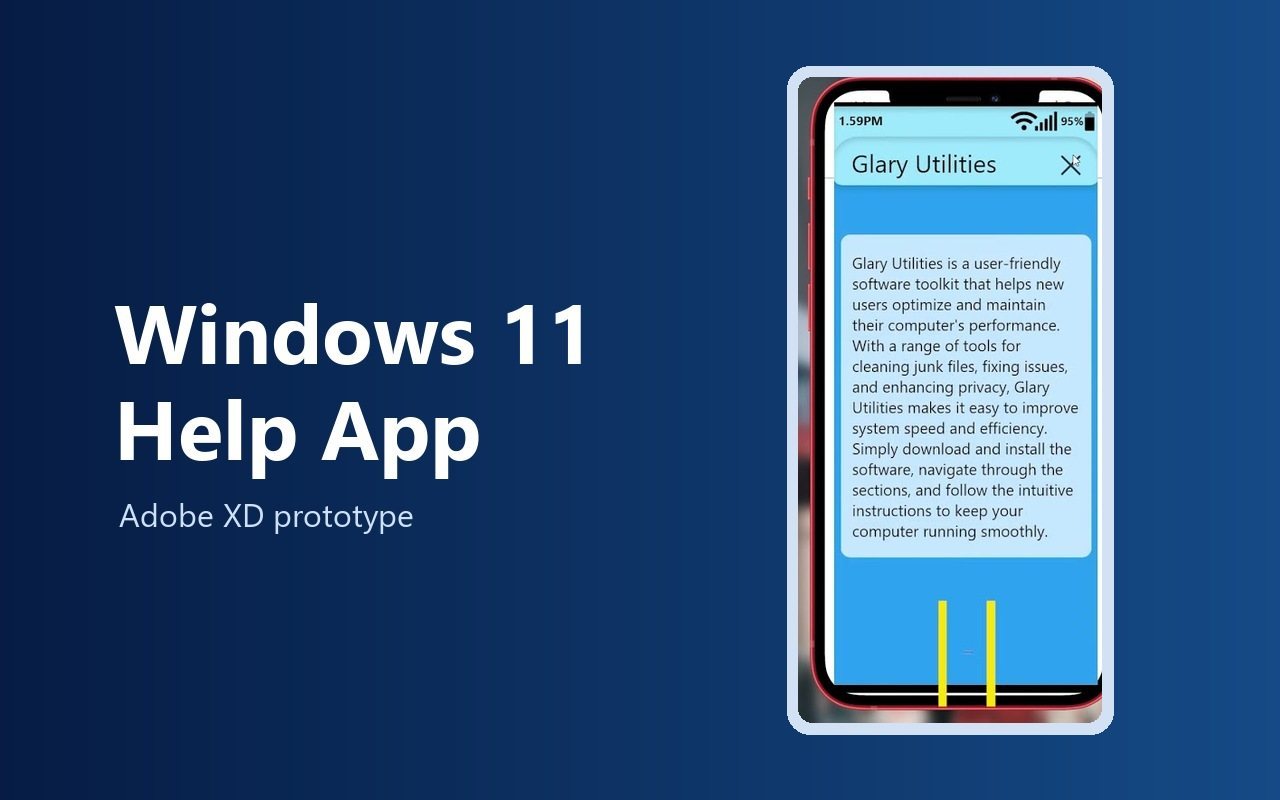 Windows 11
Help App
Adobe XD prototype
1.59PM
95%
Glary Utilities
Glary Utilities is a user-friendly
software toolkit that helps new
users optimize and maintain
their computer's performance.
With a range of tools for
cleaning junk files, fixing issues,
and enhancing privacy, Glary
Utilities makes it easy to improve
system speed and efficiency.
Simply download and install the
software, navigate through the
sections, and follow the intuitive
instructions to keep your
computer running smoothly.